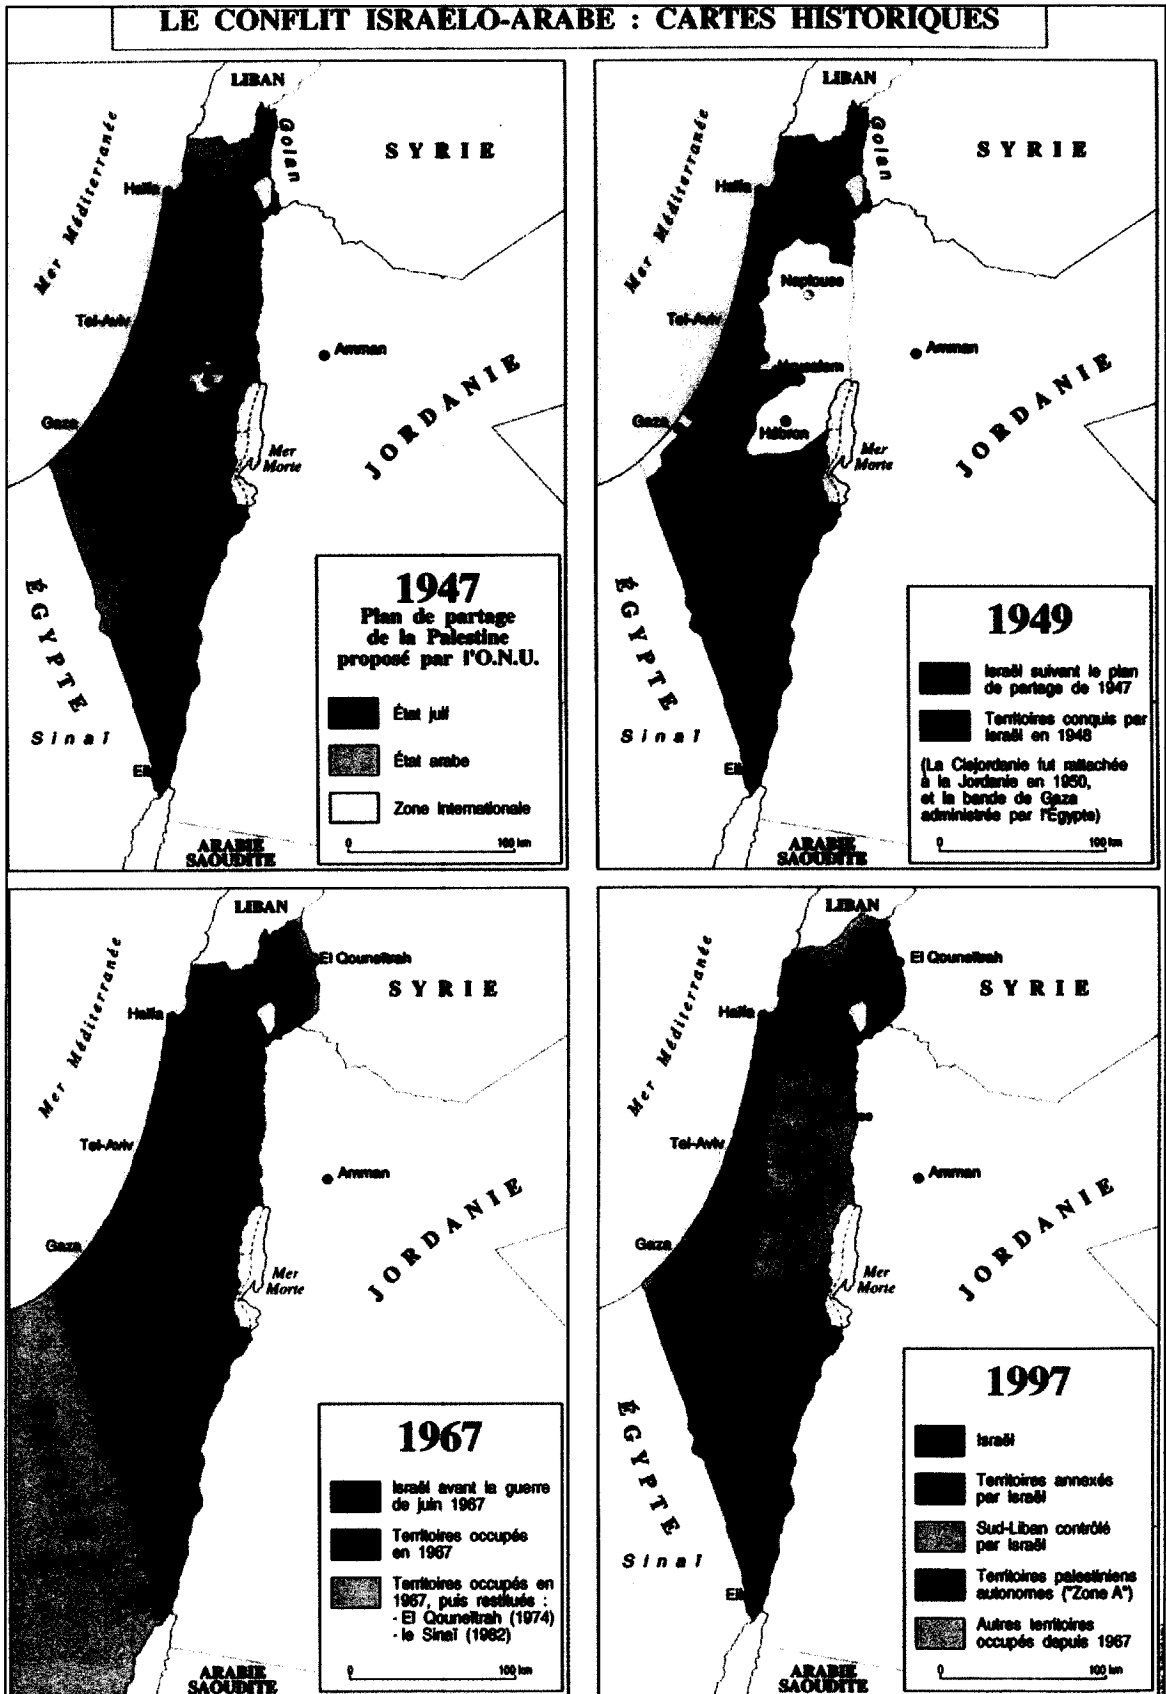 LE CONFLIT ISRAËLO-ARABE : CARTES HISTORIQUES
LIBAN
Golan
SYRIE
Mer Méditerranée
Haïfa
Tel-Aviv
Amman
JORDANIE
Gaza
Mer
Morte
ÉGYPTE
Sinaï
ARABIE
SAOUDITE
1947
Plan de partage
de la Palestine
proposé par l'O.N.U.
État juif
État arabe
Zone Internationale
0 100 km
LIBAN
Golan
SYRIE
Mer Méditerranée
Haïfa
Naplouse
Tel-Aviv
Amman
JORDANIE
Gaza
Hébron
Mer
Morte
ÉGYPTE
Sinaï
ARABIE
SAOUDITE
1949
Israël suivant le plan
de partage de 1947
Territoires conquis par
Israël en 1948
(La Cisjordanie fut rattachée
à la Jordanie en 1950,
et la bande de Gaza
administrée par l'Égypte)
0 100 km
LIBAN
El Qouneïtrah
SYRIE
Mer Méditerranée
Haïfa
Tel-Aviv
Amman
JORDANIE
Gaza
Mer
Morte
ARABIE
SAOUDITE
1967
Israël avant la guerre
de juin 1967
Territoires occupés
en 1967
Territoires occupés en
1967, puis restitués :
- El Qouneïtrah (1974)
- le Sinaï (1982)
0 100 km
LIBAN
El Qouneïtrah
SYRIE
Mer Méditerranée
Haïfa
Tel-Aviv
Amman
JORDANIE
Gaza
Mer
Morte
ÉGYPTE
Sinaï
ARABIE
SAOUDITE
1997
Israël
Territoires annexés
par Israël
Sud-Liban contrôlé
par Israël
Territoires palestiniens
autonomes ("Zone A")
Autres territoires
occupés depuis 1967
0 100 km